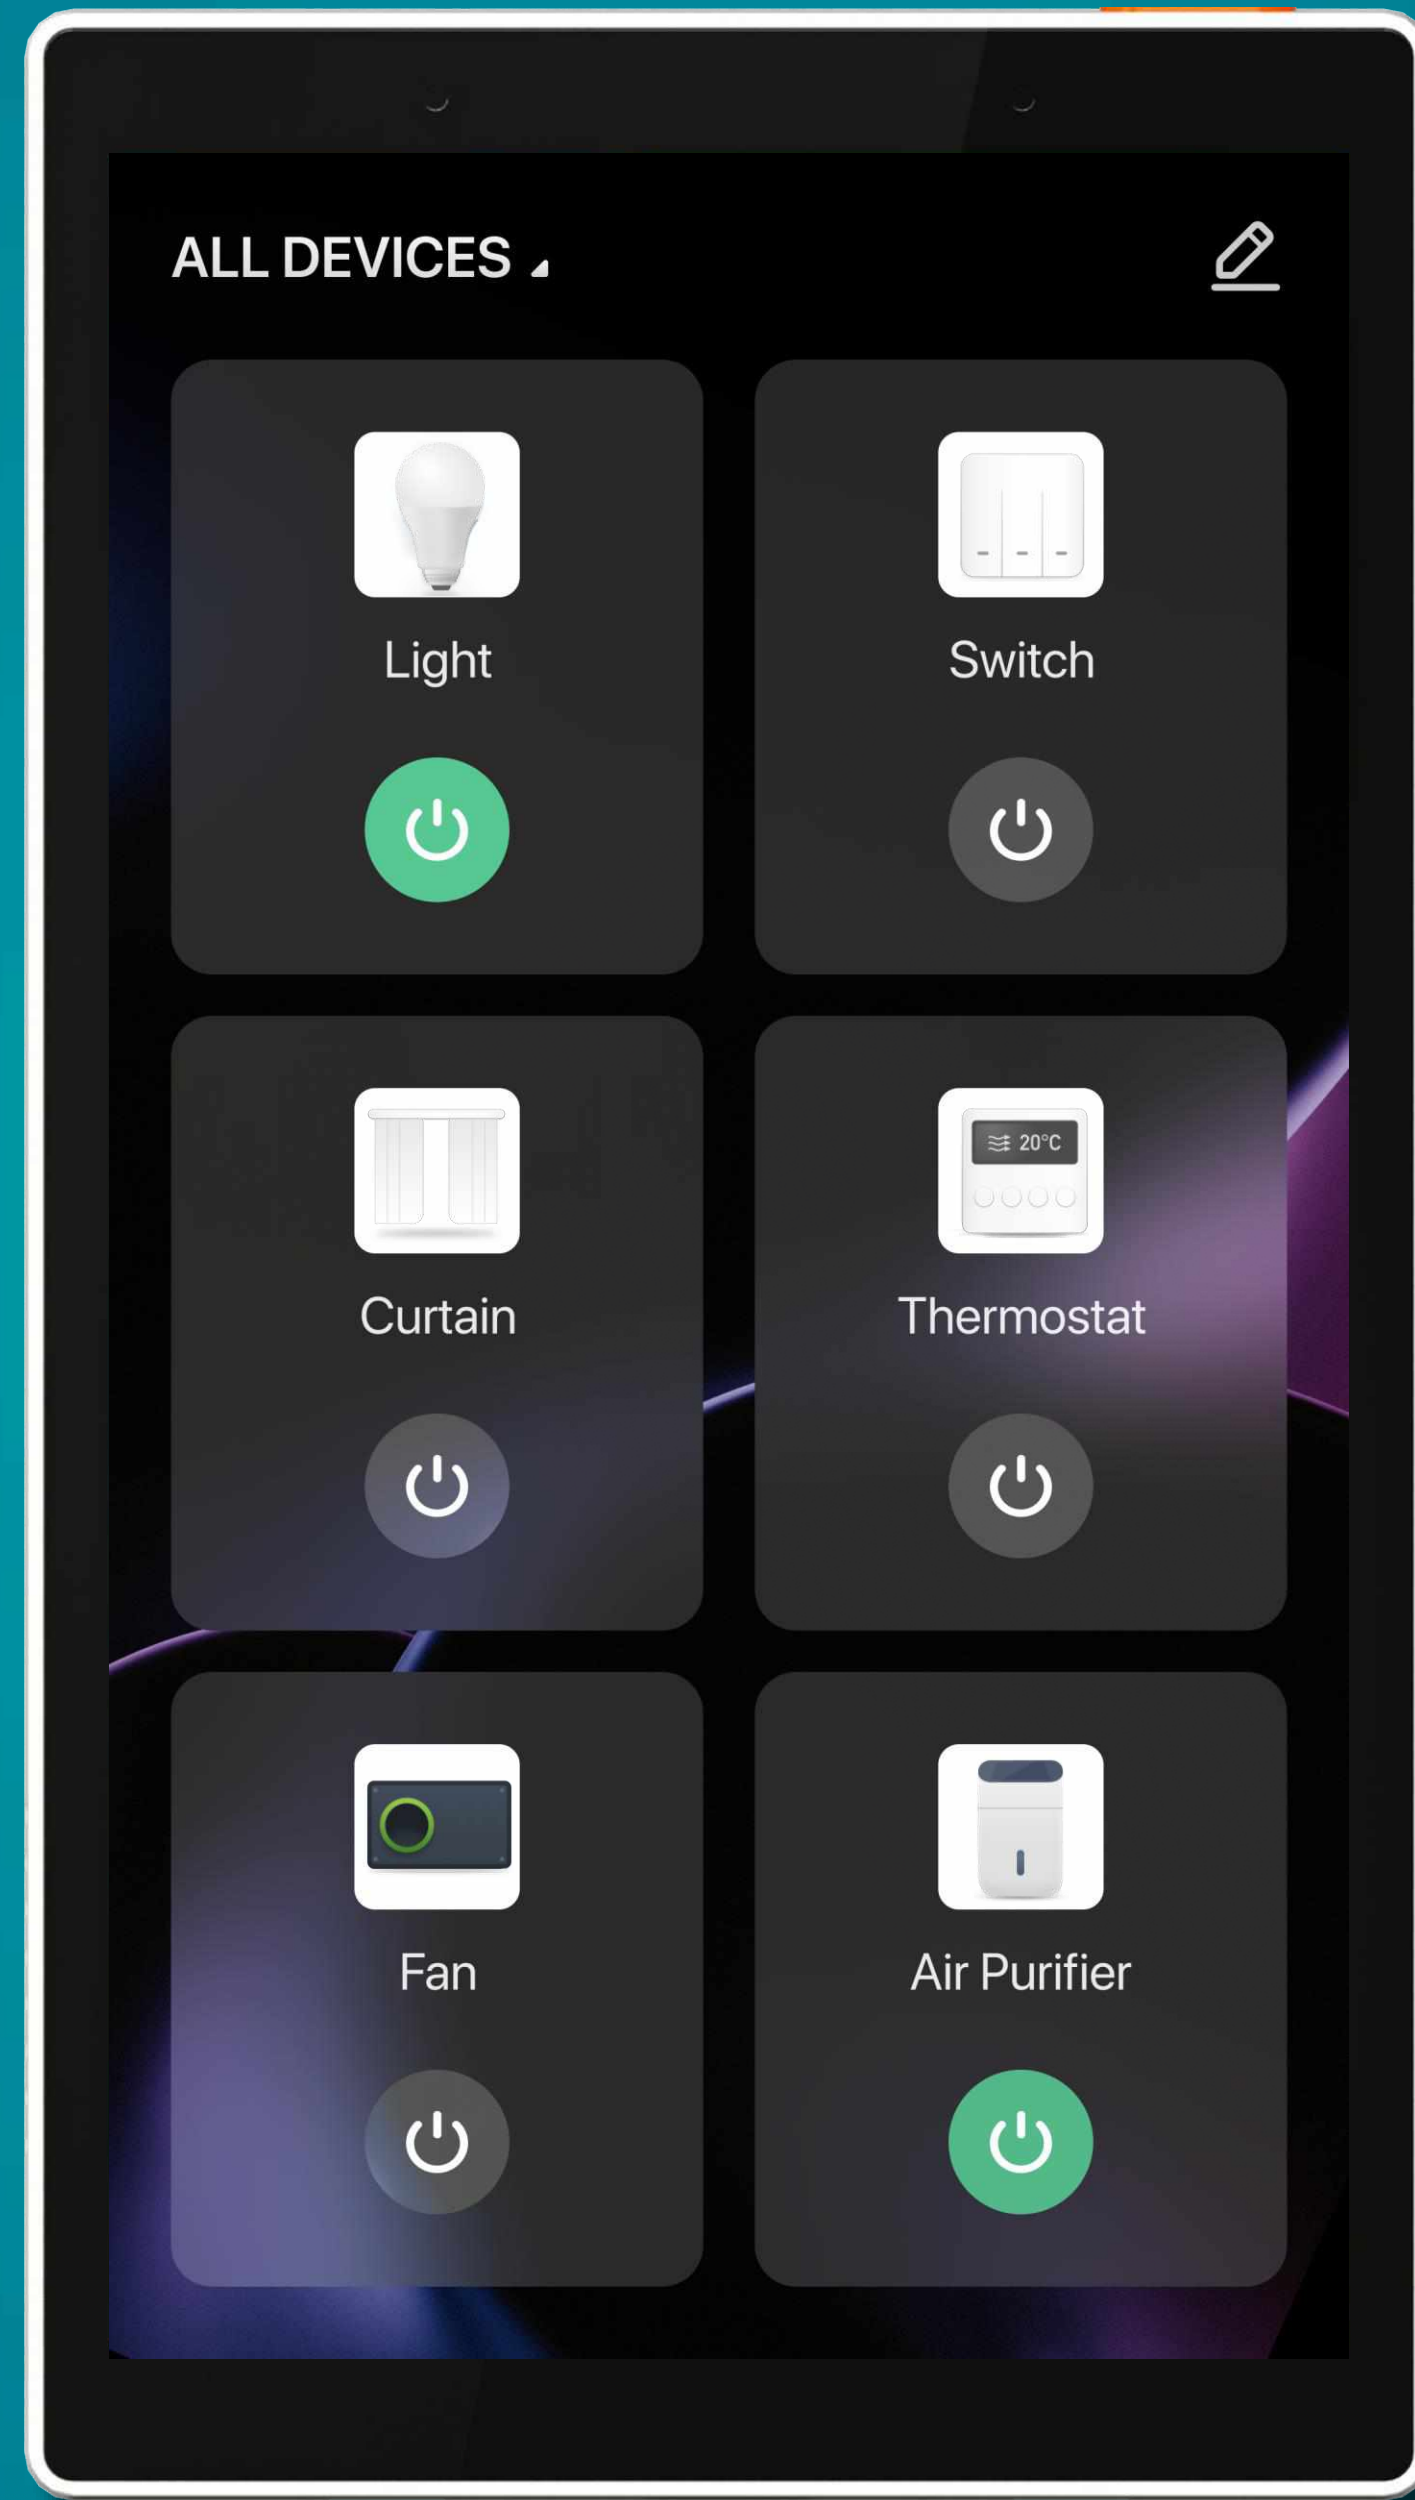 ALL DEVICES
Light
Switch
Curtain
20°C
Thermostat
Fan
Air Purifier